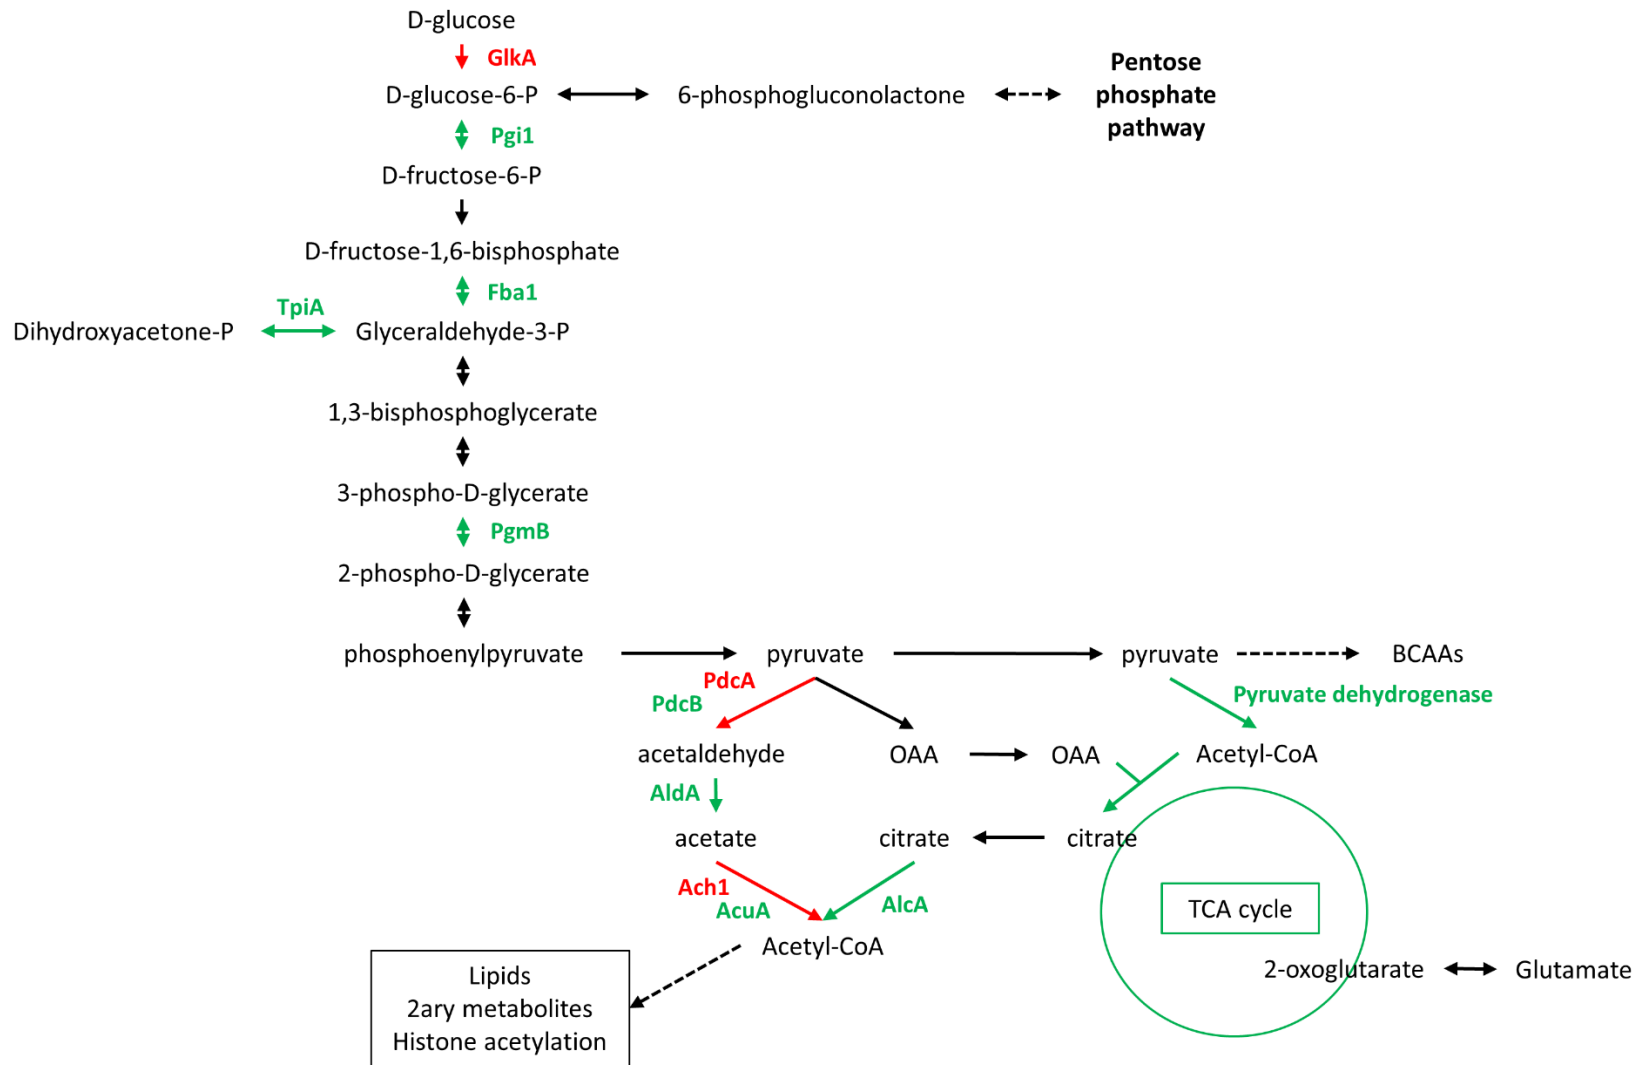 D-glucose
GlkA
D-glucose-6-P
6-phosphogluconolactone
Pentose
phosphate
pathway
Pgi1
D-fructose-6-P
D-fructose-1,6-bisphosphate
Fba1
TpiA
Dihydroxyacetone-P
Glyceraldehyde-3-P
1,3-bisphosphoglycerate
3-phospho-D-glycerate
PgmB
2-phospho-D-glycerate
phosphoenylpyruvate
pyruvate
pyruvate
BCAAs
PdcA
PdcB
Pyruvate dehydrogenase
acetaldehyde
OAA
OAA
Acetyl-CoA
AldA
acetate
citrate
citrate
Ach1
AcuA
AlcA
TCA cycle
Acetyl-CoA
2-oxoglutarate
Glutamate
Lipids
2ary metabolites
Histone acetylation